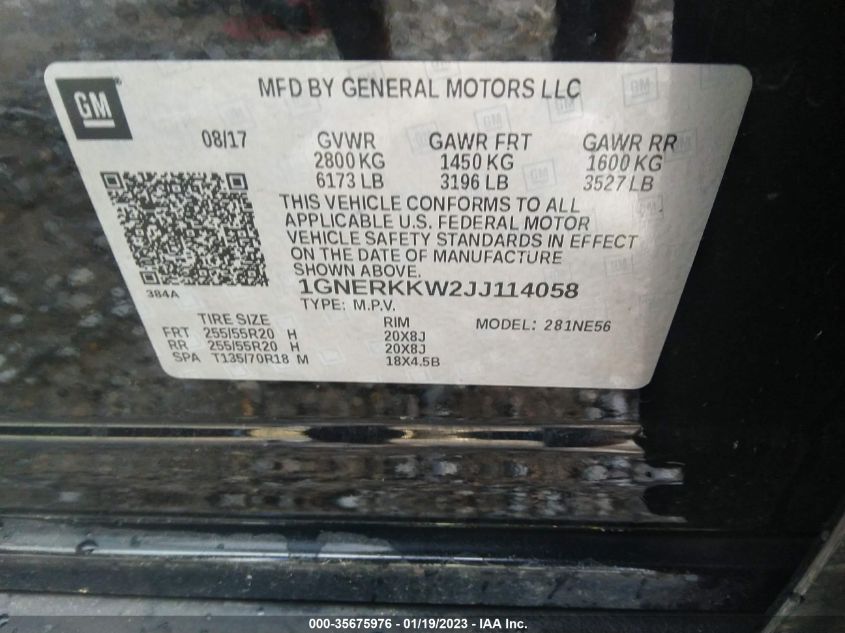 GM
MFD BY GENERAL MOTORS LLC
08/17 GVWR GAWR FRT GAWR RR
2800 KG 1450 KG 1600 KG
6173 LB 3196 LB 3527 LB
THIS VEHICLE CONFORMS TO ALL
APPLICABLE U.S. FEDERAL MOTOR
VEHICLE SAFETY STANDARDS IN EFFECT
ON THE DATE OF MANUFACTURE
SHOWN ABOVE.
384A
1GNERKKW2JJ114058
TYPE: M.P.V.
TIRE SIZE RIM MODEL: 281NE56
FRT 255/55R20 H 20X8J
RR 255/55R20 H 20X8J
SPA T135/70R18 M 18X4.5B
000-35675976 - 01/19/2023 - IAA Inc.